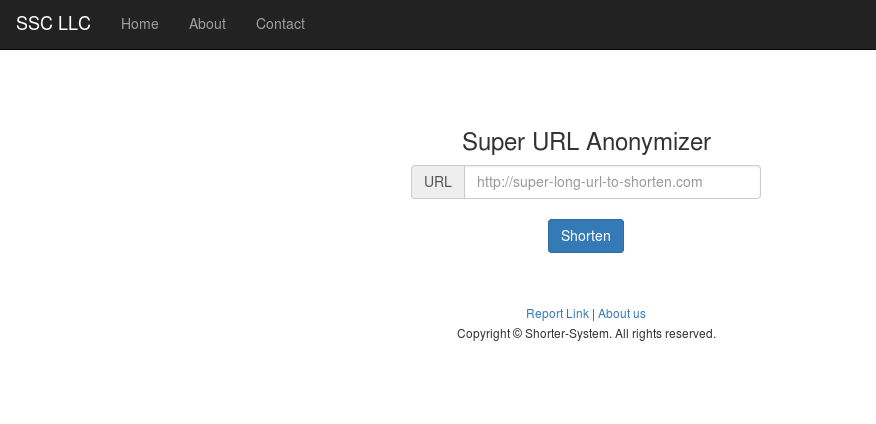 SSC LLC Home About Contact
Super URL Anonymizer
URL http://super-long-url-to-shorten.com
Shorten
Report Link | About us
Copyright © Shorter-System. All rights reserved.